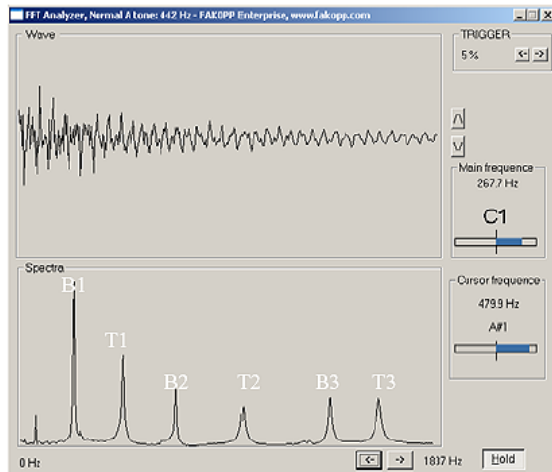 FFT Analyzer, Normal A tone: 442 Hz - FAKOPP Enterprise, www.fakopp.com
Wave
TRIGGER
5 %
<- ->
Main frequence
267.7 Hz
C1
Spectra
B1
T1
B2
T2
B3
T3
Cursor frequence
479.9 Hz
A#1
0 Hz
<- -> 1837 Hz Hold